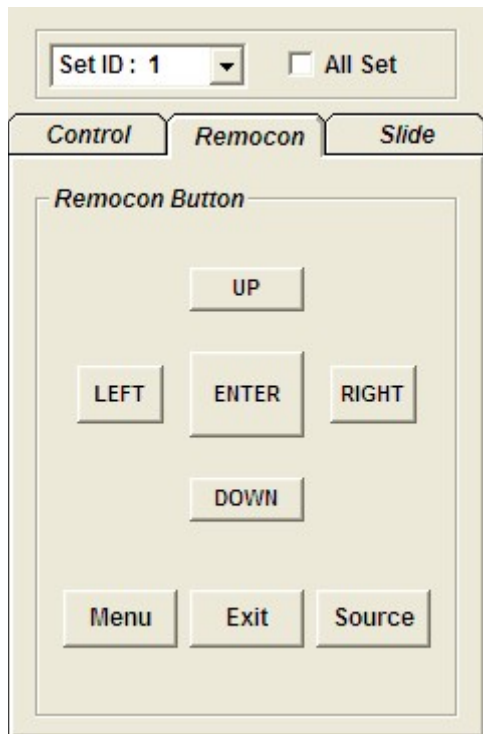 Set ID : 1 All Set
Control Remocon Slide
Remocon Button
UP
LEFT ENTER RIGHT
DOWN
Menu Exit Source